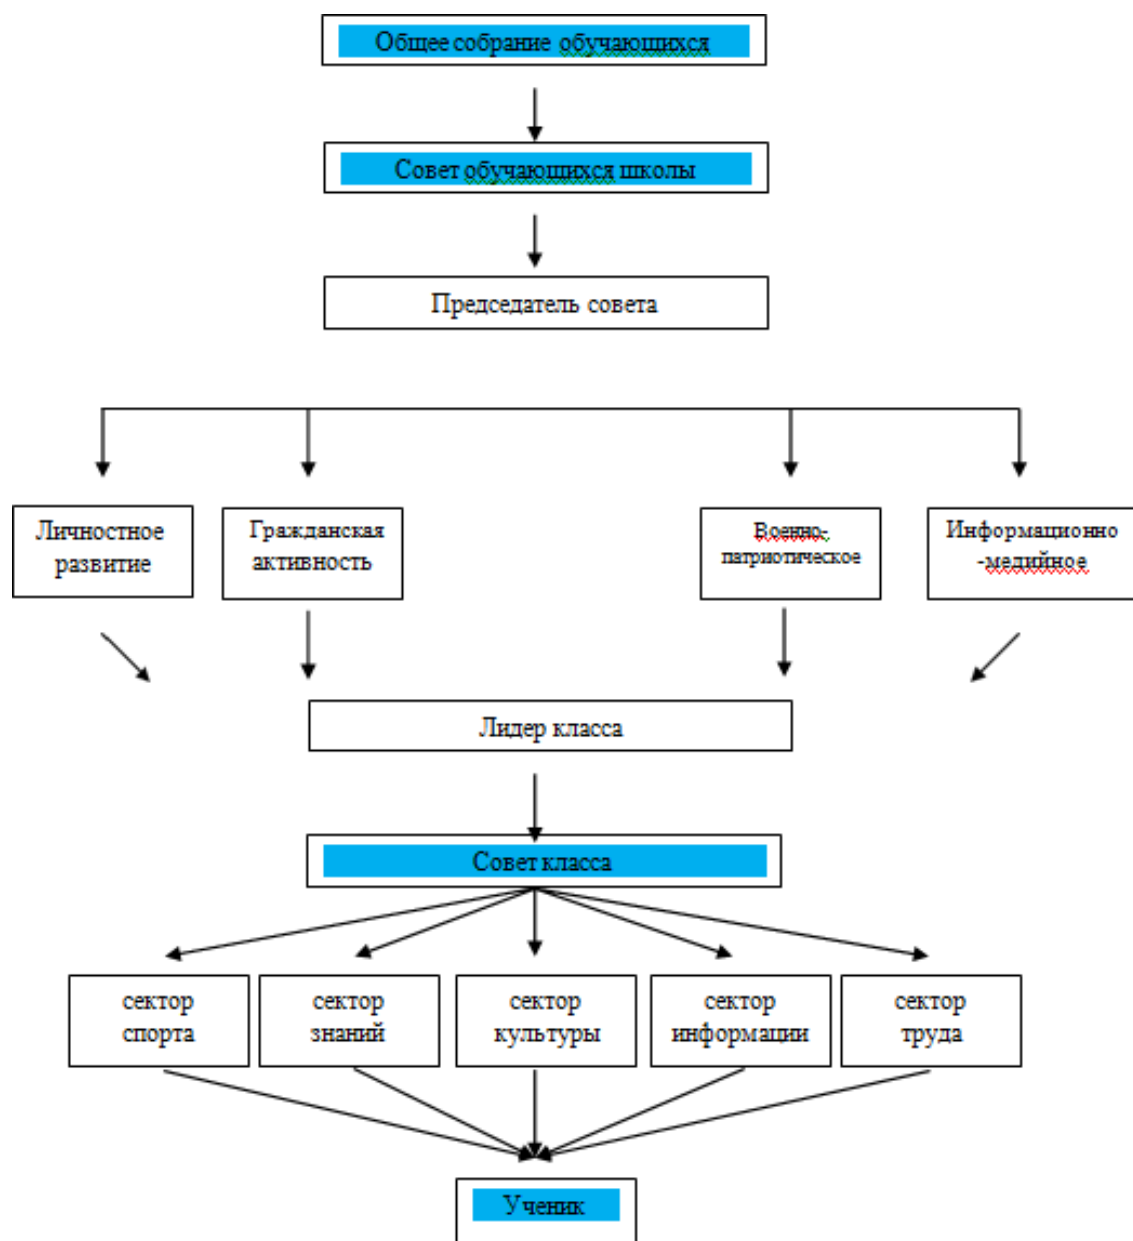 Общее собрание обучающихся
Совет обучающихся школы
Председатель совета
Личностное
развитие
Гражданская
активность
Военно-
патриотическое
Информационно
-медийное
Лидер класса
Совет класса
сектор
спорта
сектор
знаний
сектор
культуры
сектор
информации
сектор
труда
Ученик